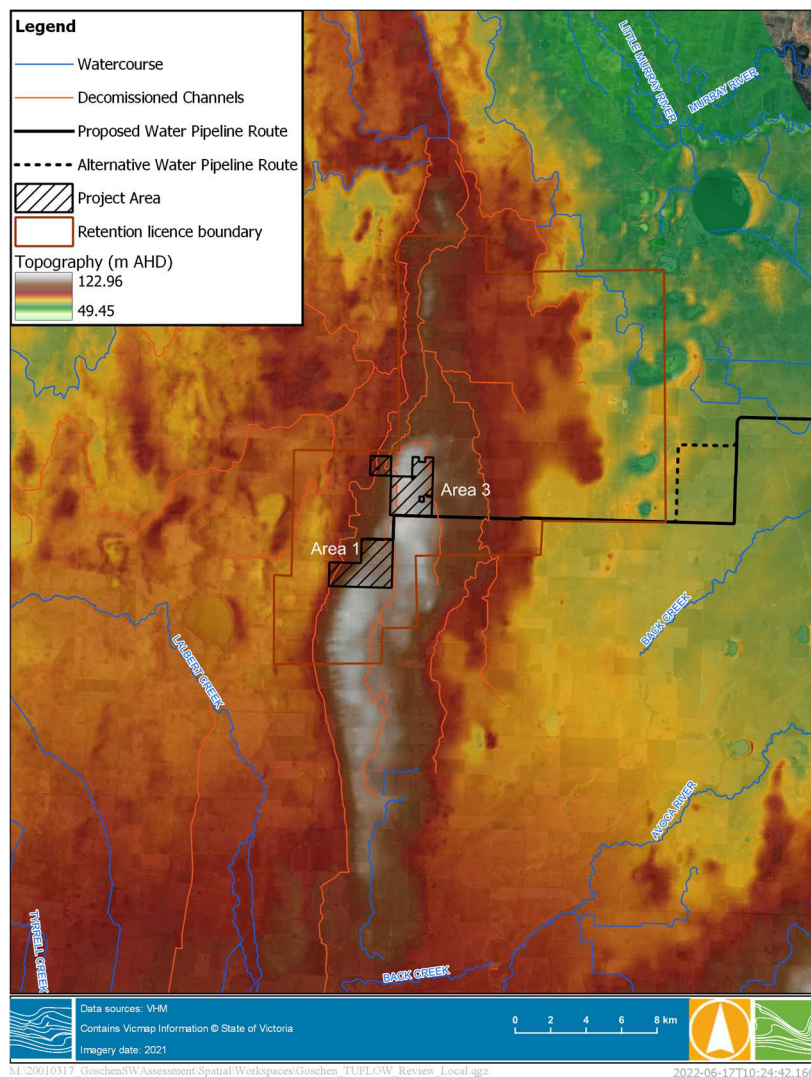 Legend
Watercourse
Decomissioned Channels
Proposed Water Pipeline Route
Alternative Water Pipeline Route
Project Area
Retention licence boundary
Topography (m AHD)
122.96
49.45
LITTLE MURRAY RIVER
MURRAY RIVER
Area 3
Area 1
BACK CREEK
LALBERT CREEK
AVOCA RIVER
TYRRELL CREEK
BACK CREEK
Data sources: VHM
Contains Vicmap Information © State of Victoria
Imagery date: 2021
0 2 4 6 8 km
M:\20010317_GoschenSWAssessment\Spatial\Workspaces\Goschen_TUFLOW_Review_Local.qgz
2022-06-17T10:24:42.16